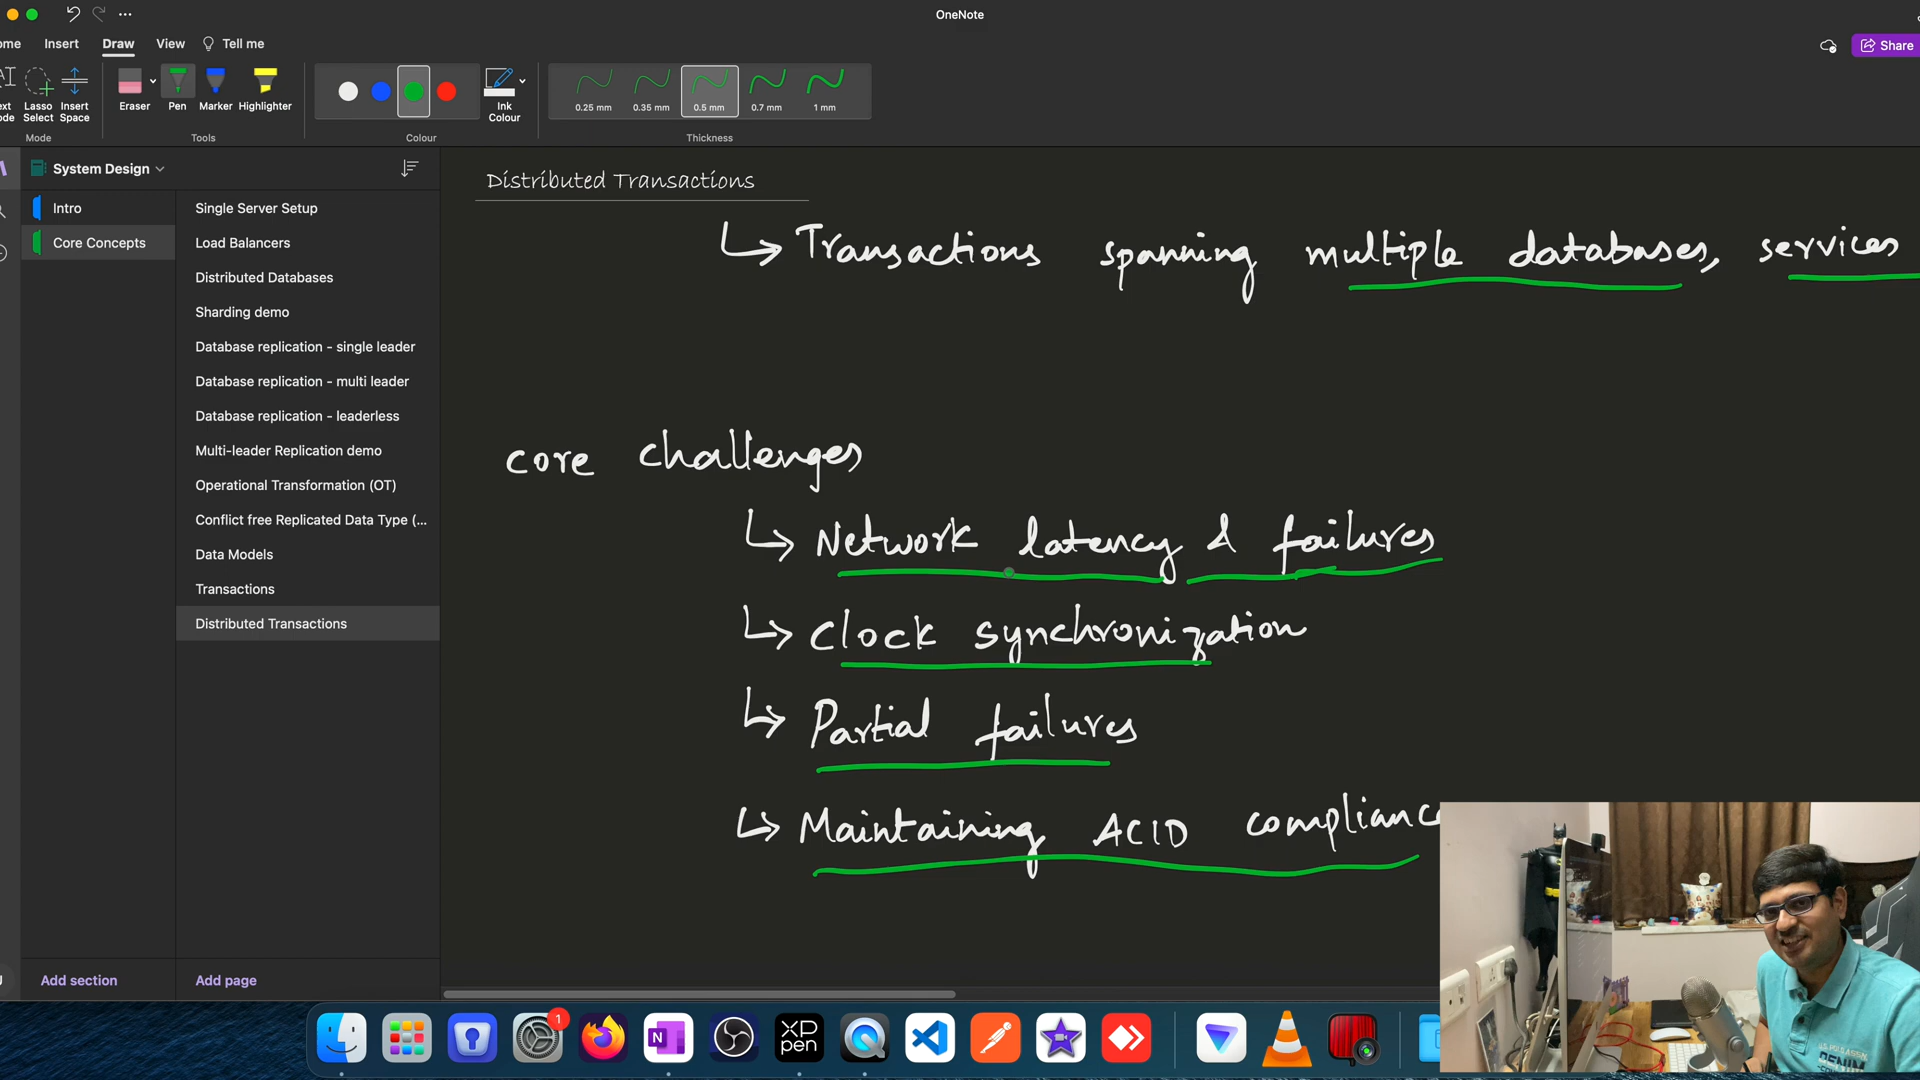 OneNote
ome Insert Draw View Tell me
Share
Eraser Pen Marker Highlighter
ext Lasso Insert
ode Select Space
Ink
Colour
0.25 mm 0.35 mm 0.5 mm 0.7 mm 1 mm
Mode Tools Colour Thickness
System Design
Intro
Core Concepts
Single Server Setup
Load Balancers
Distributed Databases
Sharding demo
Database replication - single leader
Database replication - multi leader
Database replication - leaderless
Multi-leader Replication demo
Operational Transformation (OT)
Conflict free Replicated Data Type (...
Data Models
Transactions
Distributed Transactions
Add section Add page
Distributed Transactions
↳ Transactions spanning multiple databases, services
core challenges
↳ Network latency & failures
↳ Clock synchronization
↳ Partial failures
↳ Maintaining ACID complianc
1
N
XP
pen
DENIM